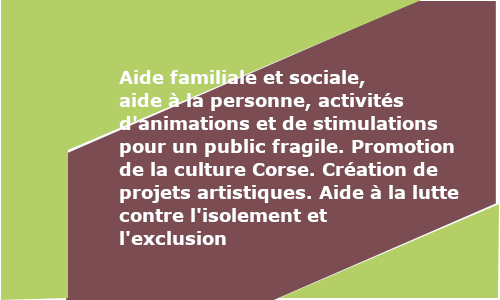 Aide familiale et sociale,
aide à la personne, activités
d'animations et de stimulations
pour un public fragile. Promotion
de la culture Corse. Création de
projets artistiques. Aide à la lutte
contre l'isolement et
l'exclusion